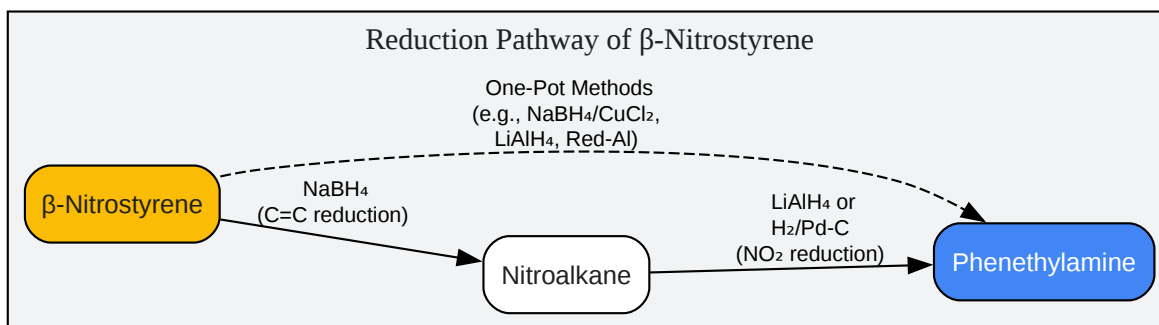 Reduction Pathway of β-Nitrostyrene
One-Pot Methods
(e.g., NaBH₄/CuCl₂,
LiAlH₄, Red-Al)
β-Nitrostyrene
NaBH₄
(C=C reduction)
Nitroalkane
LiAlH₄ or
H₂/Pd-C
(NO₂ reduction)
Phenethylamine